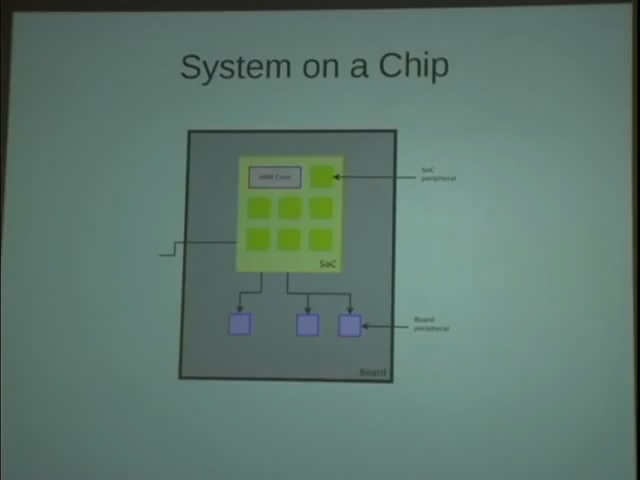 System on a Chip
ARM Core
SoC
peripheral
SoC
Board
peripheral
Board